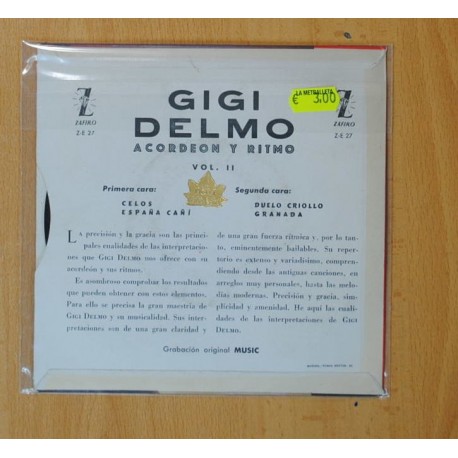 Z
ZAFIRO
Z-E 27
LA METRALLETA
€ 3,00
Z
ZAFIRO
Z-E 27
GIGI
DELMO
ACORDEON Y RITMO
VOL. II
Primera cara:
CELOS
ESPAÑA CAÑÍ
Segunda cara:
DUELO CRIOLLO
GRANADA
LA precisión y la gracia son las princi-
pales cualidades de las interpretacio-
nes que GIGI DELMO nos ofrece con su
acordeón y sus ritmos.
Es asombroso comprobar los resultados
que pueden obtener con estos elementos.
Para ello se precisa la gran maestría de
GIGI DELMO y su musicalidad. Sus inter-
pretaciones son de una gran claridad y
de una gran fuerza rítmica y, por lo tan-
to, eminentemente bailables. Su reper-
torio es extenso y variadísimo, compren-
diendo desde las antiguas canciones, en
arreglos muy personales, hasta las melo-
días modernas. Precisión y gracia, sim-
plicidad y amenidad. He aquí las cuali-
dades de las interpretaciones de GIGI
DELMO.
Grabación original MUSIC